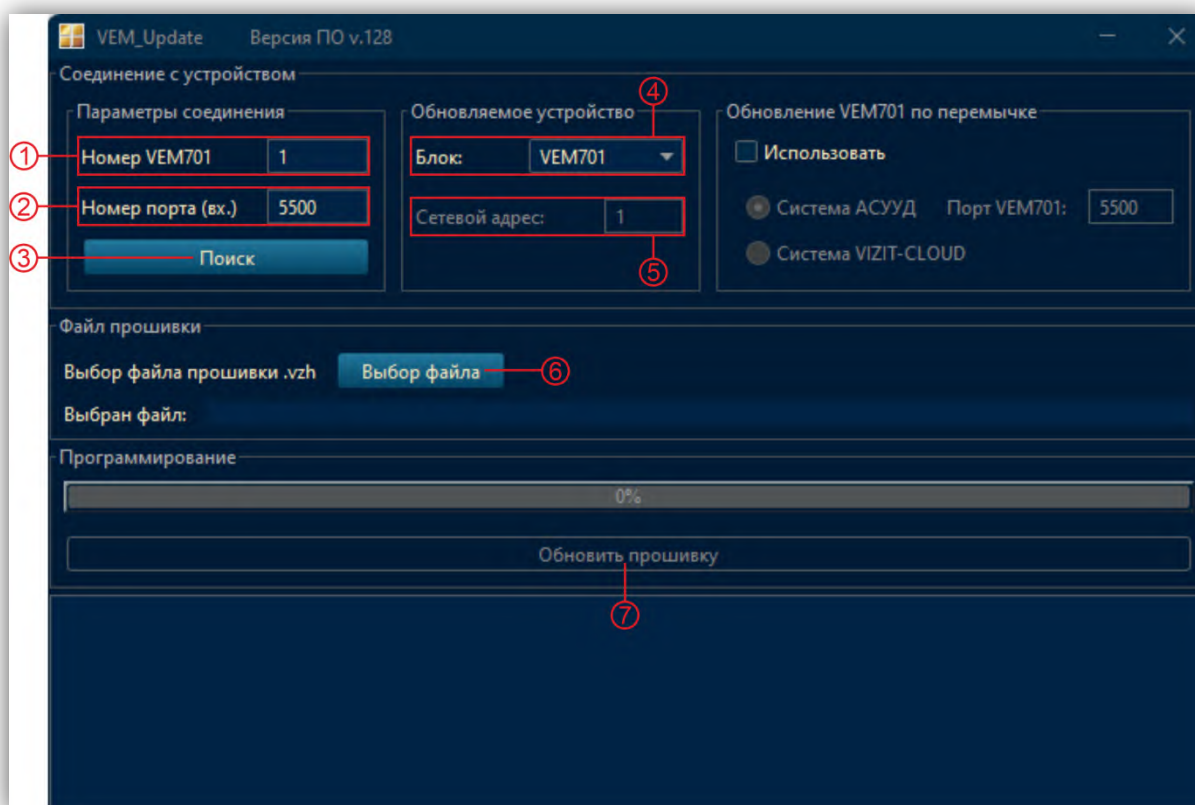 VEM_Update Версия ПО v.128
Соединение с устройством
Параметры соединения
① Номер VEM701 1
② Номер порта (вх.) 5500
③ Поиск
Обновляемое устройство
④
Блок: VEM701
Сетевой адрес: 1
⑤
Обновление VEM701 по перемычке
Использовать
Система АСУУД Порт VEM701: 5500
Система VIZIT-CLOUD
Файл прошивки
Выбор файла прошивки .vzh Выбор файла ⑥
Выбран файл:
Программирование
0%
Обновить прошивку
⑦